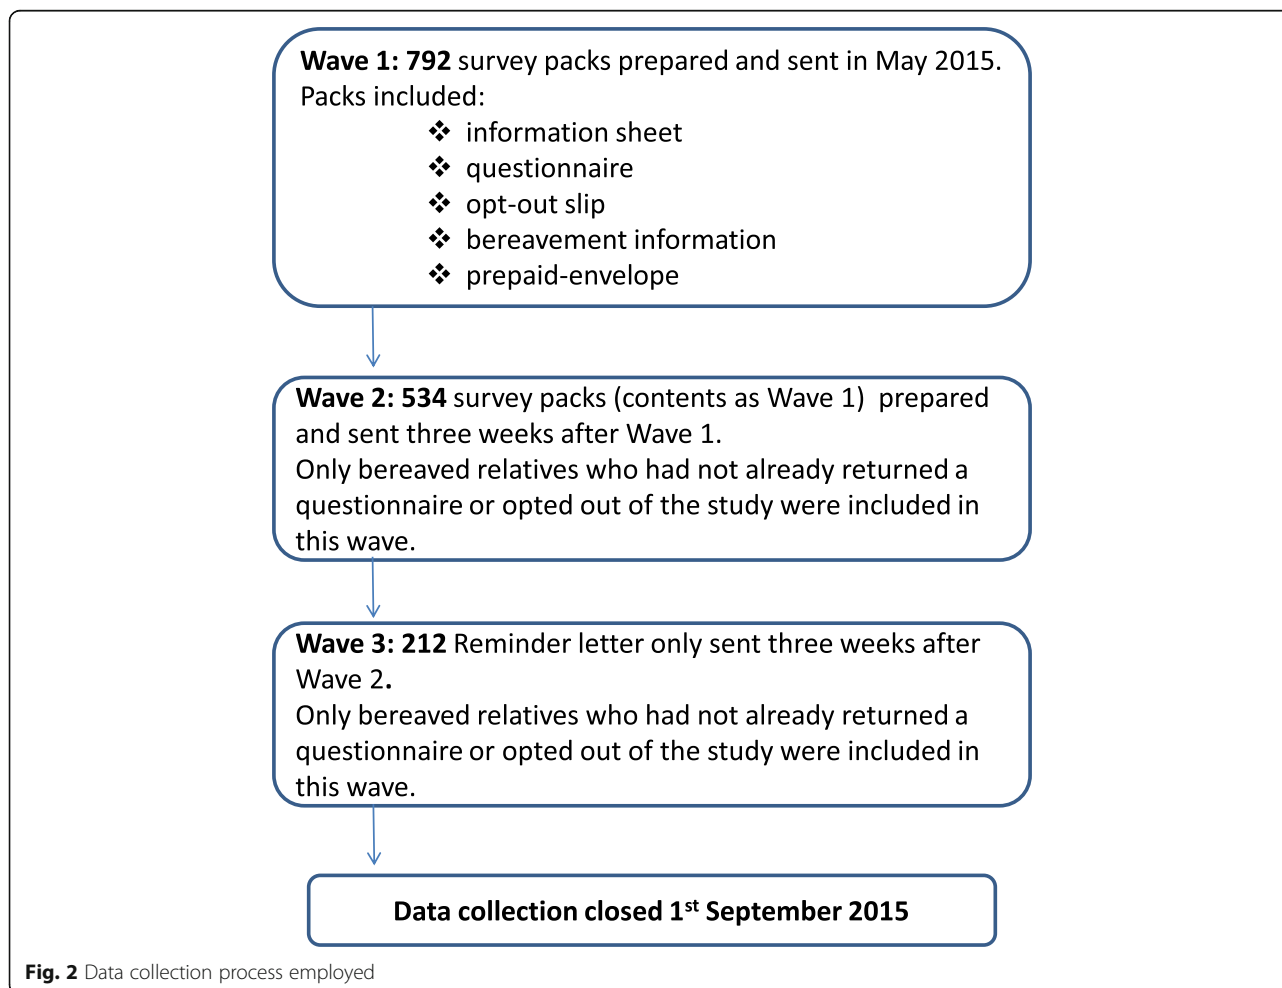 Wave 1: 792 survey packs prepared and sent in May 2015.
Packs included:
❖ information sheet
❖ questionnaire
❖ opt-out slip
❖ bereavement information
❖ prepaid-envelope
Wave 2: 534 survey packs (contents as Wave 1) prepared
and sent three weeks after Wave 1.
Only bereaved relatives who had not already returned a
questionnaire or opted out of the study were included in
this wave.
Wave 3: 212 Reminder letter only sent three weeks after
Wave 2.
Only bereaved relatives who had not already returned a
questionnaire or opted out of the study were included in
this wave.
Data collection closed 1st September 2015
Fig. 2 Data collection process employed